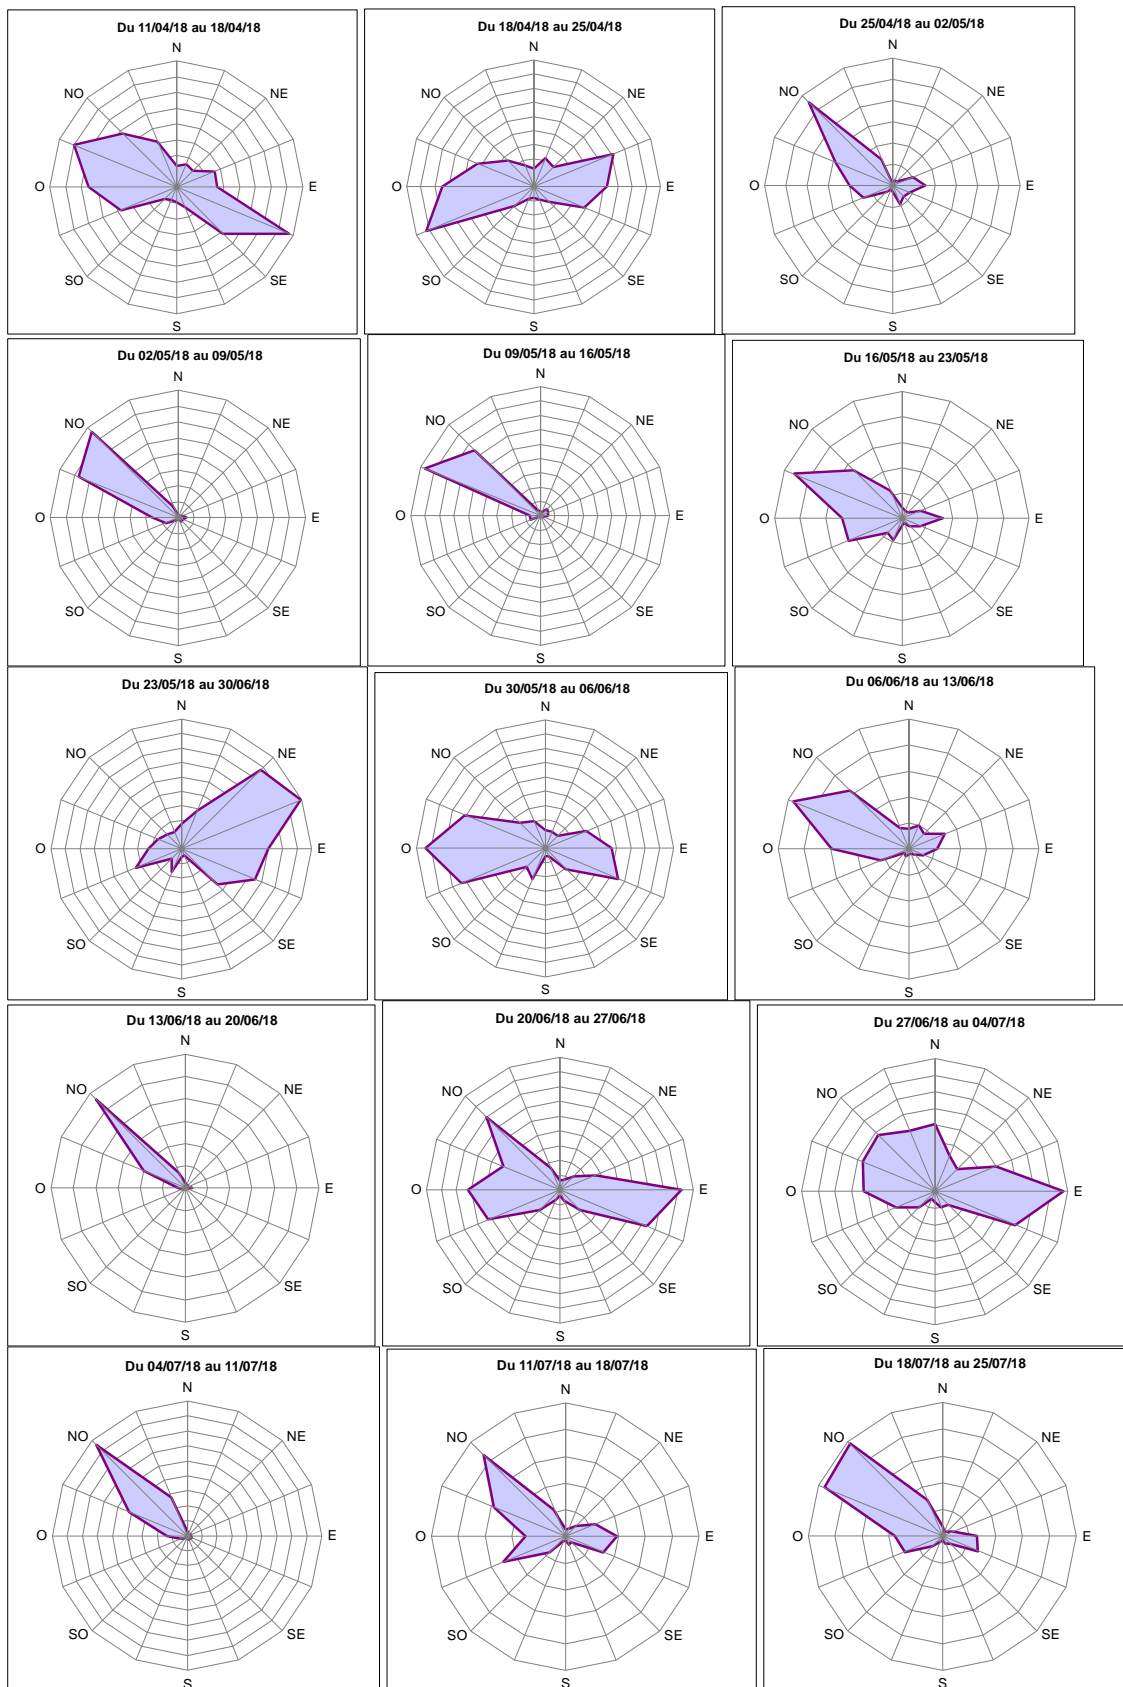 Du 11/04/18 au 18/04/18
N
NO
NE
O
E
SO
SE
S
Du 18/04/18 au 25/04/18
N
NO
NE
O
E
SO
SE
S
Du 25/04/18 au 02/05/18
N
NO
NE
O
E
SO
SE
S
Du 02/05/18 au 09/05/18
N
NO
NE
O
E
SO
SE
S
Du 09/05/18 au 16/05/18
N
NO
NE
O
E
SO
SE
S
Du 16/05/18 au 23/05/18
N
NO
NE
O
E
SO
SE
S
Du 23/05/18 au 30/06/18
N
NO
NE
O
E
SO
SE
S
Du 30/05/18 au 06/06/18
N
NO
NE
O
E
SO
SE
S
Du 06/06/18 au 13/06/18
N
NO
NE
O
E
SO
SE
S
Du 13/06/18 au 20/06/18
N
NO
NE
O
E
SO
SE
S
Du 20/06/18 au 27/06/18
N
NO
NE
O
E
SO
SE
S
Du 27/06/18 au 04/07/18
N
NO
NE
O
E
SO
SE
S
Du 04/07/18 au 11/07/18
N
NO
NE
O
E
SO
SE
S
Du 11/07/18 au 18/07/18
N
NO
NE
O
E
SO
SE
S
Du 18/07/18 au 25/07/18
N
NO
NE
O
E
SO
SE
S